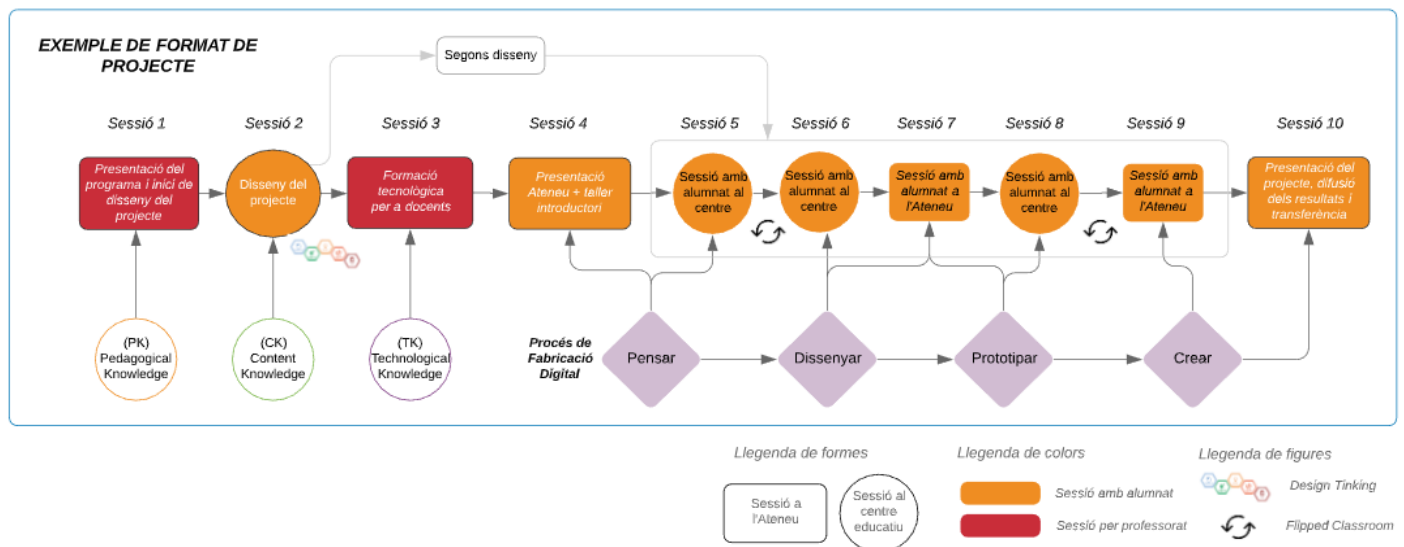 EXEMPLE DE FORMAT DE
PROJECTE
Segons disseny
Sessió 1
Sessió 2
Sessió 3
Sessió 4
Sessió 5
Sessió 6
Sessió 7
Sessió 8
Sessió 9
Sessió 10
Presentació del
programa i inici de
disseny del
projecte
Disseny del
projecte
Formació
tecnològica
per a docents
Presentació
Ateneu + taller
introductori
Sessió amb
alumnat al
centre
Sessió amb
alumnat al
centre
Sessió amb
alumnat a
l'Ateneu
Sessió amb
alumnat al
centre
Sessió amb
alumnat a
l'Ateneu
Presentació del
projecte, difusió
dels resultats i
transferència
(PK)
Pedagogical
Knowledge
(CK)
Content
Knowledge
(TK)
Technological
Knowledge
Procés de
Fabricació
Digital
Pensar
Dissenyar
Prototipar
Crear
Llegenda de formes
Llegenda de colors
Llegenda de figures
Sessió a
l'Ateneu
Sessió al
centre
educatiu
Sessió amb alumnat
Sessió per professorat
Design Tinking
Flipped Classroom